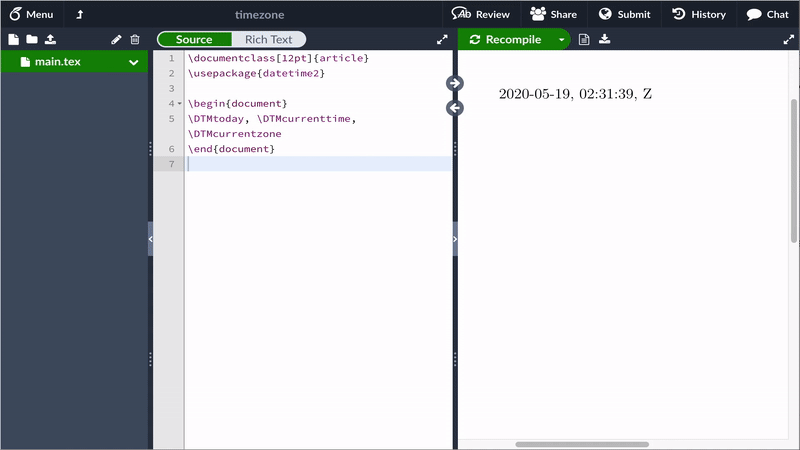 Menu
timezone
Ab Review
Share
Submit
History
Chat
Source
Rich Text
Recompile
main.tex
1 \documentclass[12pt]{article}
2 \usepackage{datetime2}
3
4 \begin{document}
5 \DTMtoday, \DTMcurrenttime,
\DTMcurrentzone
6 \end{document}
7
2020-05-19, 02:31:39, Z